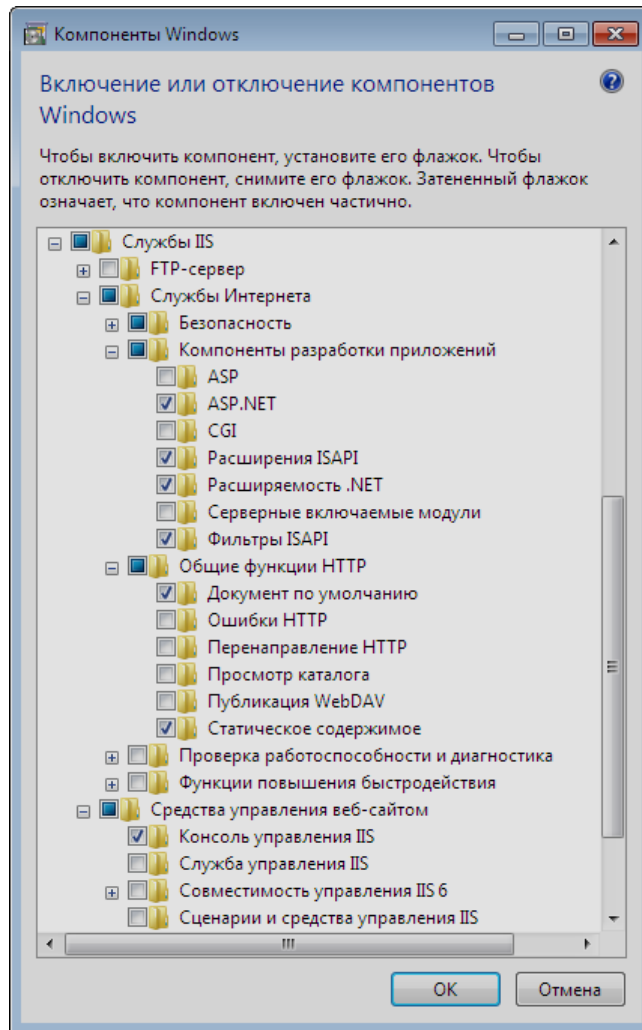 Компоненты Windows
Включение или отключение компонентов
Windows
Чтобы включить компонент, установите его флажок. Чтобы
отключить компонент, снимите его флажок. Затененный флажок
означает, что компонент включен частично.
Службы IIS
FTP-сервер
Службы Интернета
Безопасность
Компоненты разработки приложений
ASP
ASP.NET
CGI
Расширения ISAPI
Расширяемость .NET
Серверные включаемые модули
Фильтры ISAPI
Общие функции HTTP
Документ по умолчанию
Ошибки HTTP
Перенаправление HTTP
Просмотр каталога
Публикация WebDAV
Статическое содержимое
Проверка работоспособности и диагностика
Функции повышения быстродействия
Средства управления веб-сайтом
Консоль управления IIS
Служба управления IIS
Совместимость управления IIS 6
Сценарии и средства управления IIS
ОК
Отмена